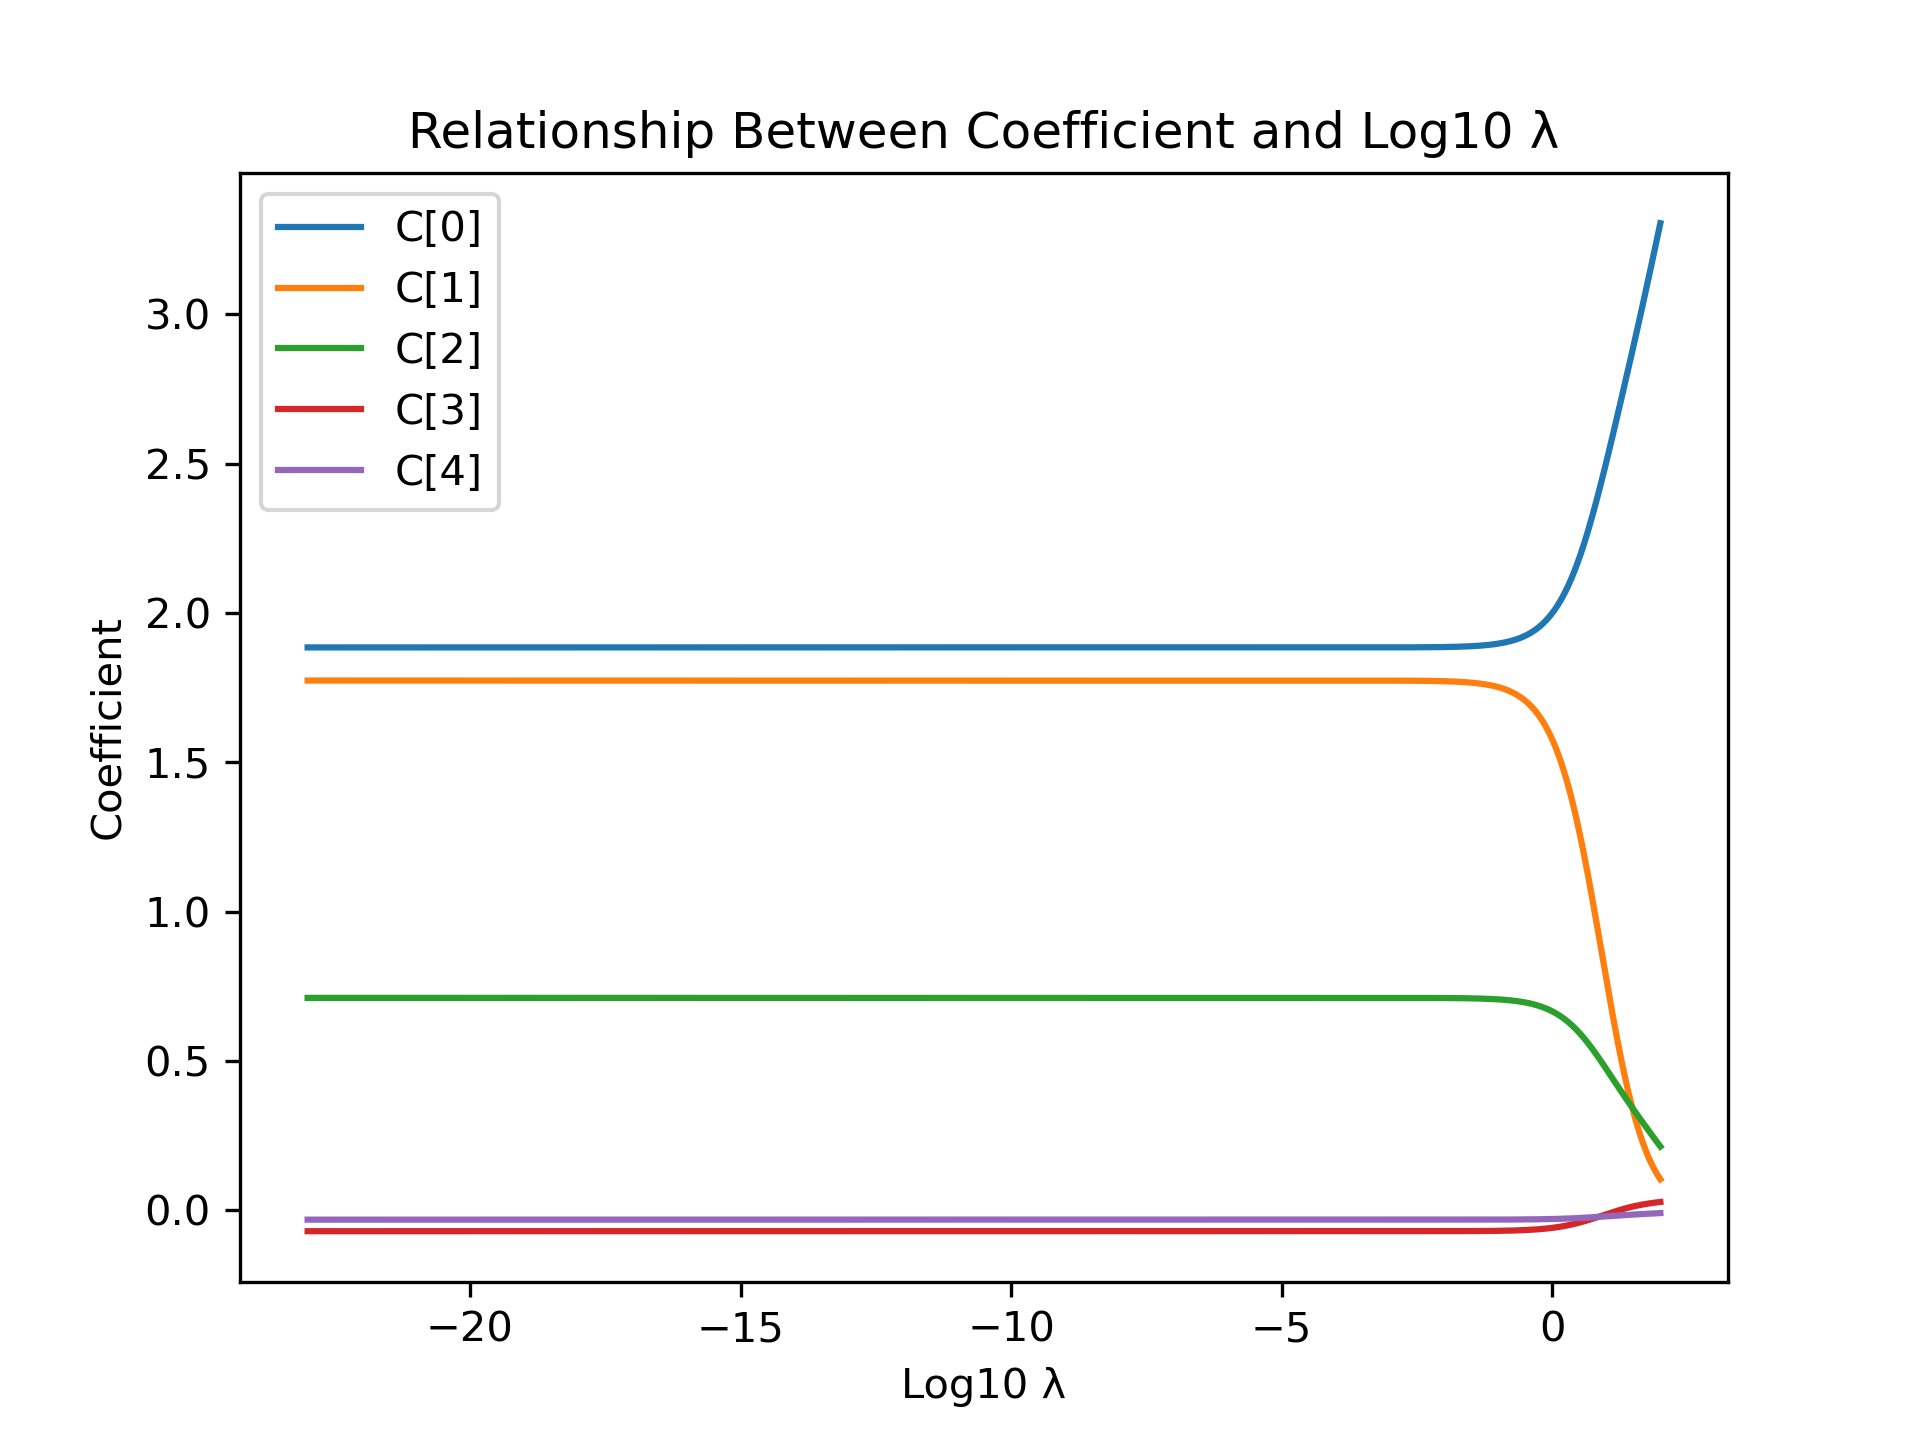 Relationship Between Coefficient and Log10 λ
C[0]
C[1]
C[2]
C[3]
C[4]
3.0
2.5
2.0
1.5
1.0
0.5
0.0
Coefficient
−20
−15
−10
−5
0
Log10 λ